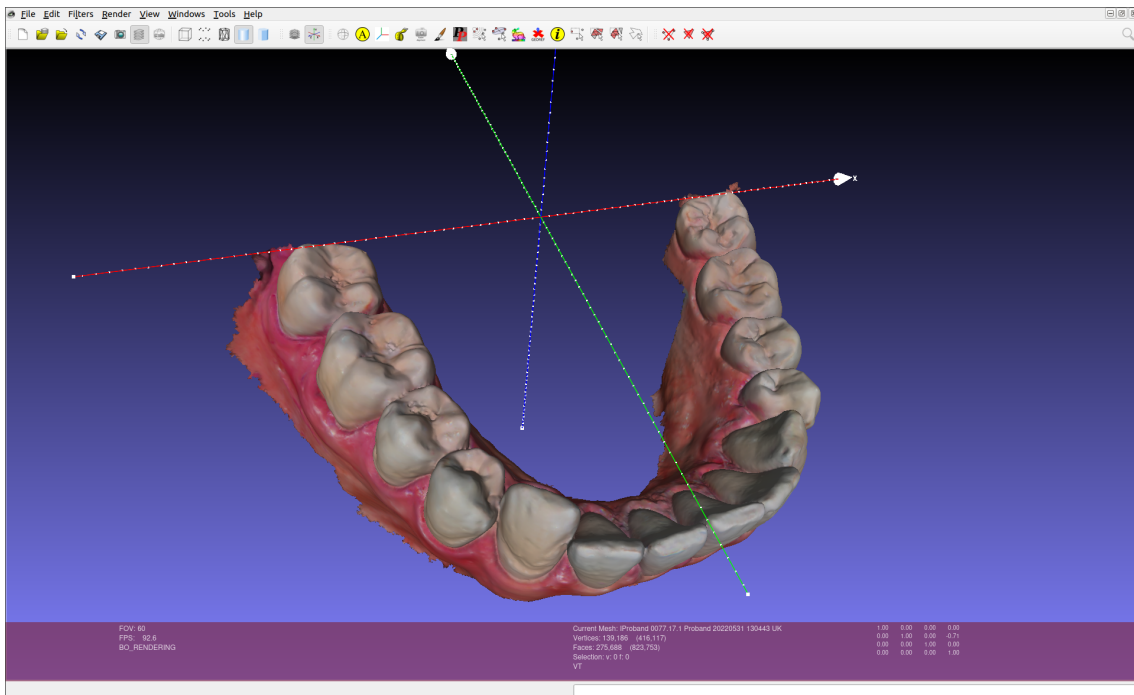 File Edit Filters Render View Windows Tools Help
x
FOV: 60
FPS: 92.6
BO_RENDERING
Current Mesh: IProband 0077.17.1 Proband 20220531 130443 UK
Vertices: 139,186 (416,117)
Faces: 275,688 (823,753)
Selection: v: 0 f: 0
VT
1.00 0.00 0.00 0.00
0.00 1.00 0.00 -0.71
0.00 0.00 1.00 0.00
0.00 0.00 0.00 1.00